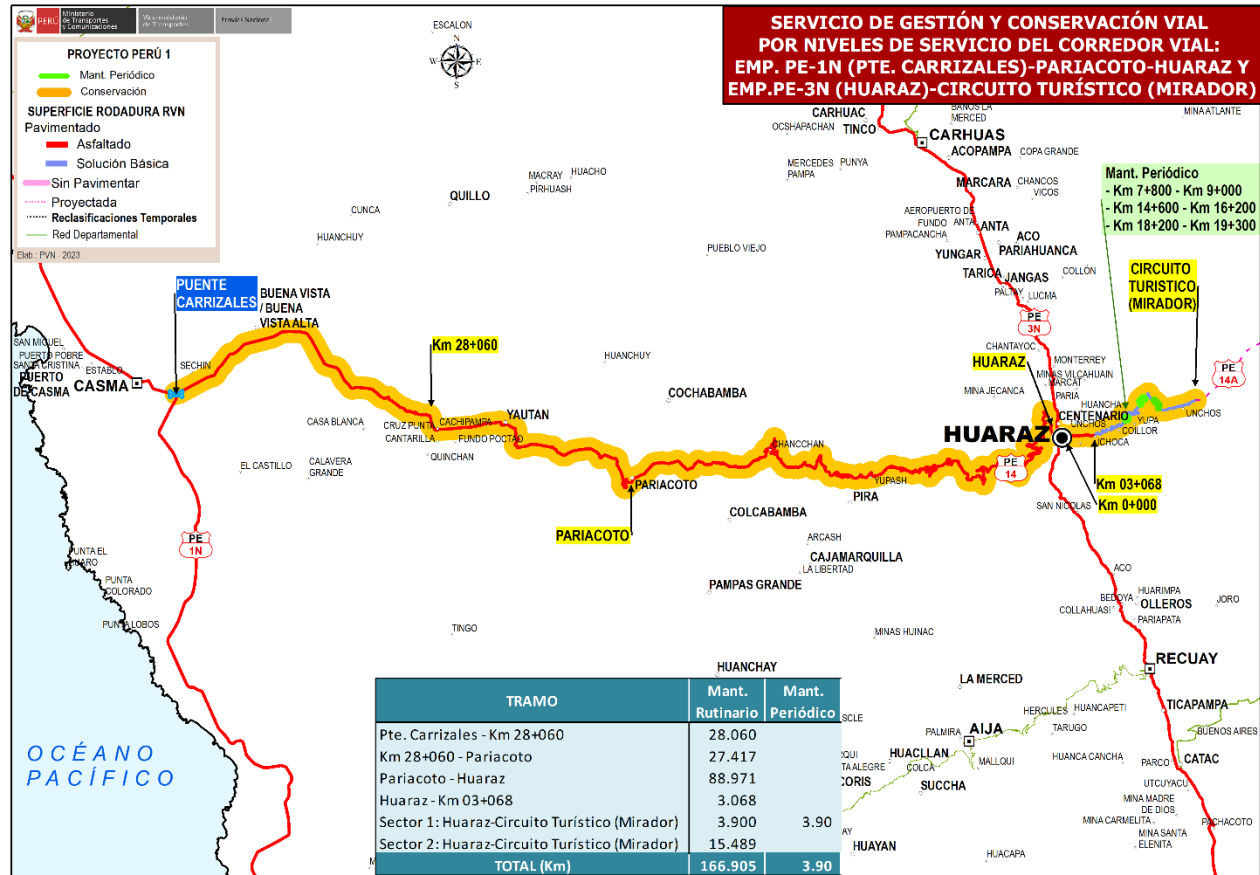 PERÚ
Ministerio
de Transportes
y Comunicaciones
Viceministerio
de Transportes
Provías Nacional
PROYECTO PERÚ 1
Mant. Periódico
Conservación
SUPERFICIE RODADURA RVN
Pavimentado
Asfaltado
Solución Básica
Sin Pavimentar
Proyectada
Reclasificaciones Temporales
Red Departamental
Elab.: PVN - 2023
SERVICIO DE GESTIÓN Y CONSERVACIÓN VIAL
POR NIVELES DE SERVICIO DEL CORREDOR VIAL:
EMP. PE-1N (PTE. CARRIZALES)-PARIACOTO-HUARAZ Y
EMP.PE-3N (HUARAZ)-CIRCUITO TURÍSTICO (MIRADOR)
ESCALON
N
W
E
S
CARHUAC
TINCO
OCSHAPACHAN
BAÑOS LA
MERCED
MINA ATLANTE
CARHUAS
ACOPAMPA
COPA GRANDE
MERCEDES
PAMPA
PUNYA
MARCARA
CHANCOS
VICOS
Mant. Periódico
- Km 7+800 - Km 9+000
- Km 14+600 - Km 16+200
- Km 18+200 - Km 19+300
MACRAY
PIRHUASH
HUACHO
QUILLO
CUNCA
HUANCHUY
AEROPUERTO DE
ANTA
FUNDO
PAMPACANCHA
ANTA
ACO
PARIAHUANCA
PUEBLO VIEJO
YUNGAR
TARICA
JANGAS
COLLÓN
PALTAY
LUCMA
CIRCUITO
TURISTICO
(MIRADOR)
PUENTE
CARRIZALES
BUENA VISTA
/ BUENA
VISTA ALTA
PE
3N
SAN MIGUEL
PUERTO POBRE
SANTA CRISTINA
ESTABLO
PUERTO
DE CASMA
CASMA
SECHIN
Km 28+060
HUANCHUY
CHANTAYOC
HUARAZ
MONTERREY
MINAS VILCAHUAIN
MARCAT
PARIA
MINA JECANCA
PE
14A
COCHABAMBA
CASA BLANCA
CRUZ PUNTA
CACHIPAMPA
YAUTAN
CANTARILLA
FUNDO POCTAO
QUINCHAN
HUANCHA
CENTENARIO
UNCHOS
YUPA
COILLOR
UNCHOS
UCHOCA
HUARAZ
CHANCCHAN
EL CASTILLO
CALAVERA
GRANDE
PARIACOTO
YUPASH
PE
14
PIRA
Km 03+068
Km 0+000
SAN NICOLAS
COLCABAMBA
PARIACOTO
PE
1N
ARCASH
CAJAMARQUILLA
LA LIBERTAD
PUNTA
COLORADO
PAMPAS GRANDE
ACO
BEDOYA
HUARIMPA
COLLAHUASI
OLLEROS
JORO
PARIAPATA
PUNTA LOBOS
TINGO
MINAS HUINAC
RECUAY
HUANCHAY
LA MERCED
HERCULES
HUANCAPETI
TICAPAMPA
PALMIRA
AIJA
TARUGO
BUENOS AIRES
HUACLLAN
COLCA
MALLQUI
HUANCA CANCHA
PARCO
CATAC
CORIS
SUCCHA
UTCUYACU
MINA MADRE
DE DIOS
MINA CARMELITA
PACHACOTO
MINA SANTA
ELENITA
HUAYAN
HUACAPA
OCÉANO
PACÍFICO
TRAMO Mant. Rutinario Mant. Periódico
Pte. Carrizales - Km 28+060 28.060
Km 28+060 - Pariacoto 27.417
Pariacoto - Huaraz 88.971
Huaraz - Km 03+068 3.068
Sector 1: Huaraz-Circuito Turístico (Mirador) 3.900 3.90
Sector 2: Huaraz-Circuito Turístico (Mirador) 15.489
TOTAL (Km) 166.905 3.90